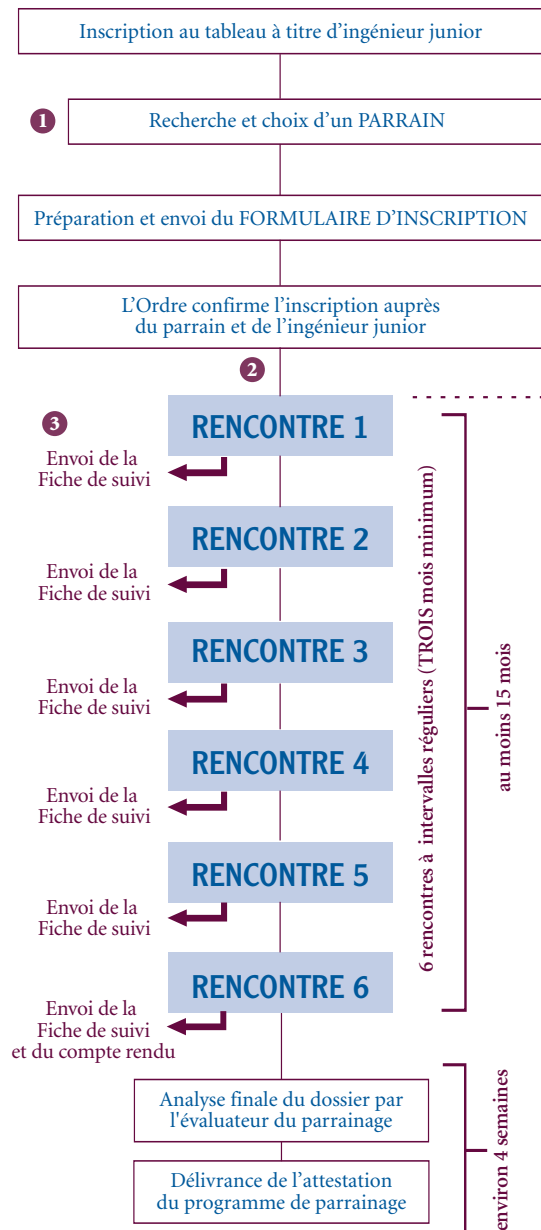 Inscription au tableau à titre d’ingénieur junior
1
Recherche et choix d’un PARRAIN
Préparation et envoi du FORMULAIRE D’INSCRIPTION
L’Ordre confirme l’inscription auprès
du parrain et de l’ingénieur junior
2
3
RENCONTRE 1
Envoi de la
Fiche de suivi
RENCONTRE 2
Envoi de la
Fiche de suivi
RENCONTRE 3
Envoi de la
Fiche de suivi
RENCONTRE 4
Envoi de la
Fiche de suivi
RENCONTRE 5
Envoi de la
Fiche de suivi
RENCONTRE 6
Envoi de la
Fiche de suivi
et du compte rendu
6 rencontres à intervalles réguliers (TROIS mois minimum)
au moins 15 mois
Analyse finale du dossier par
l'évaluateur du parrainage
Délivrance de l’attestation
du programme de parrainage
environ 4 semaines